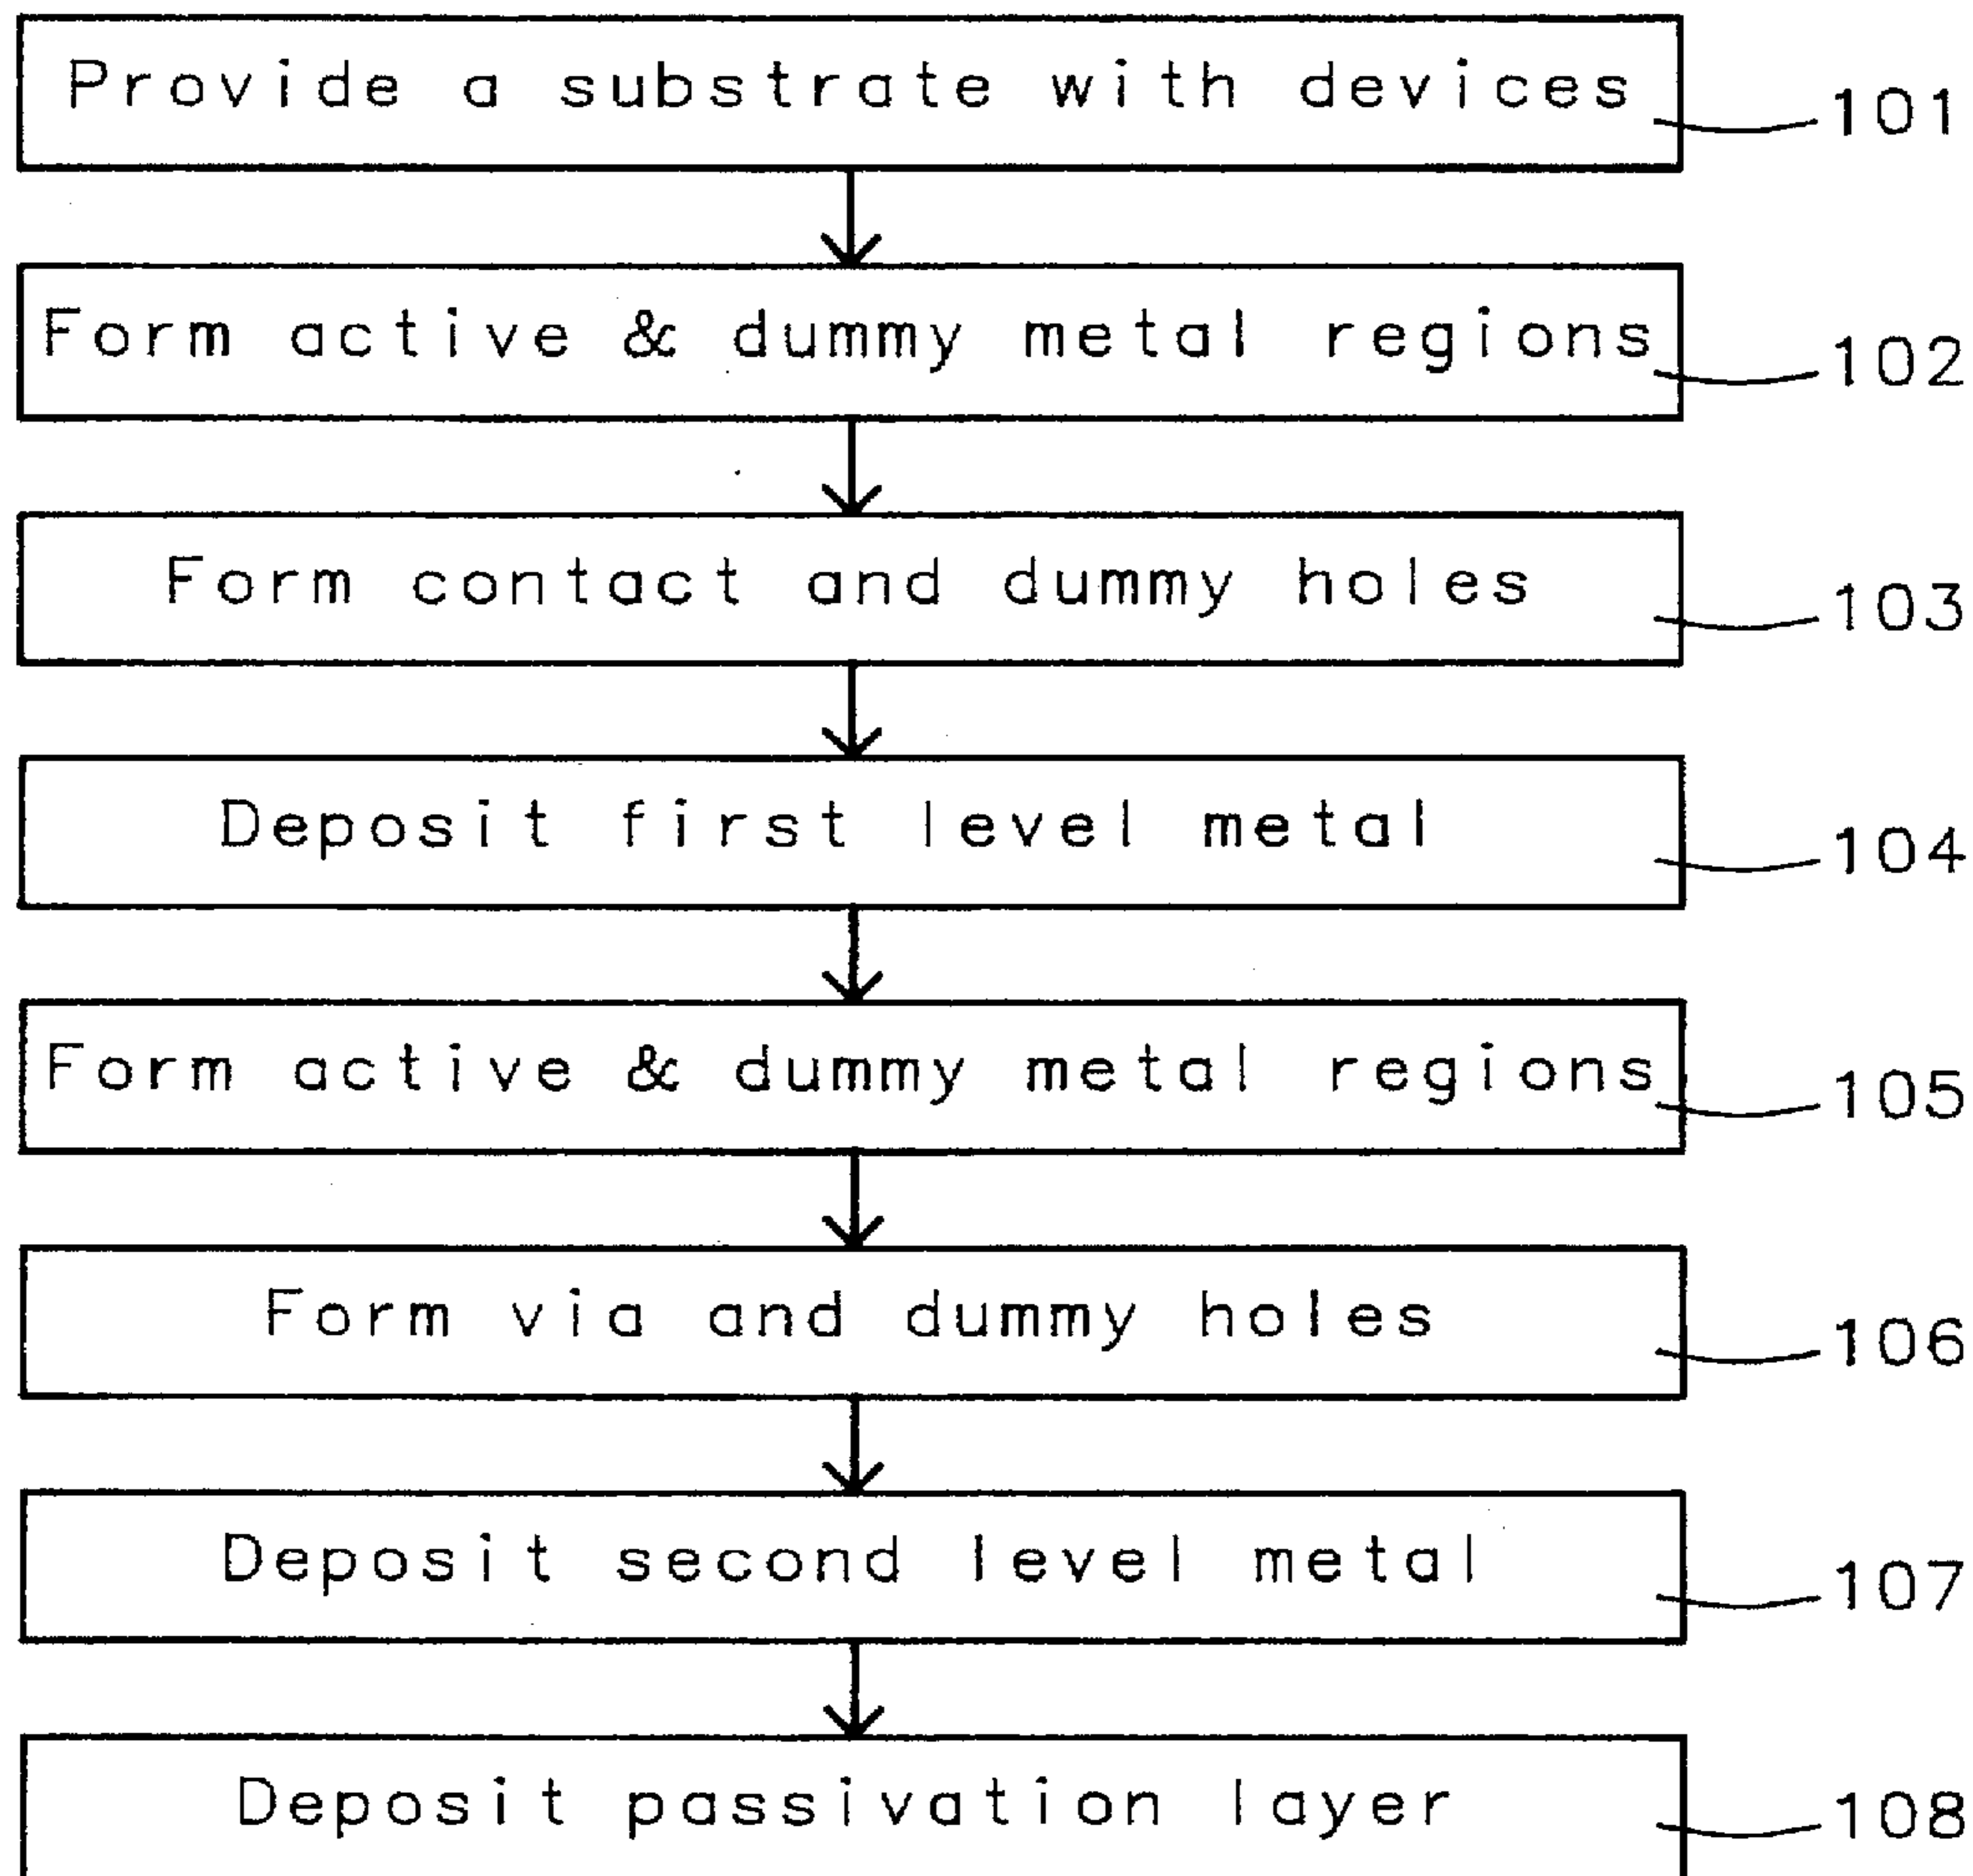 Provide a substrate with devices
101
Form active & dummy metal regions
102
Form contact and dummy holes
103
Deposit first level metal
104
Form active & dummy metal regions
105
Form via and dummy holes
106
Deposit second level metal
107
Deposit passivation layer
108